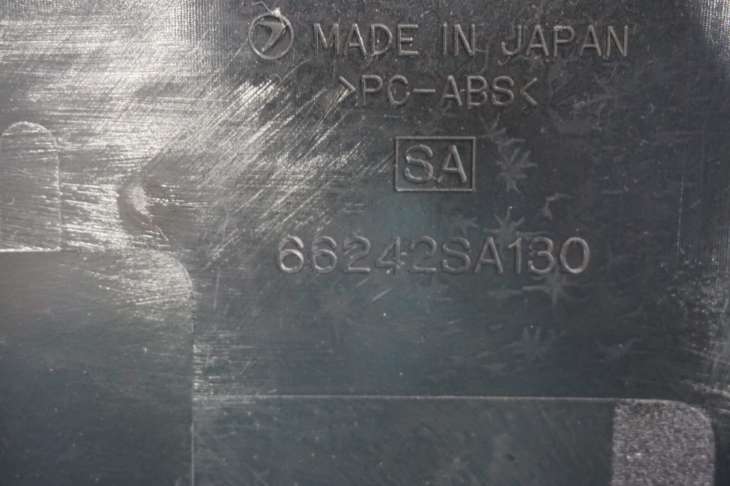 MADE IN JAPAN
>PC-ABS<
SA
66242SA130